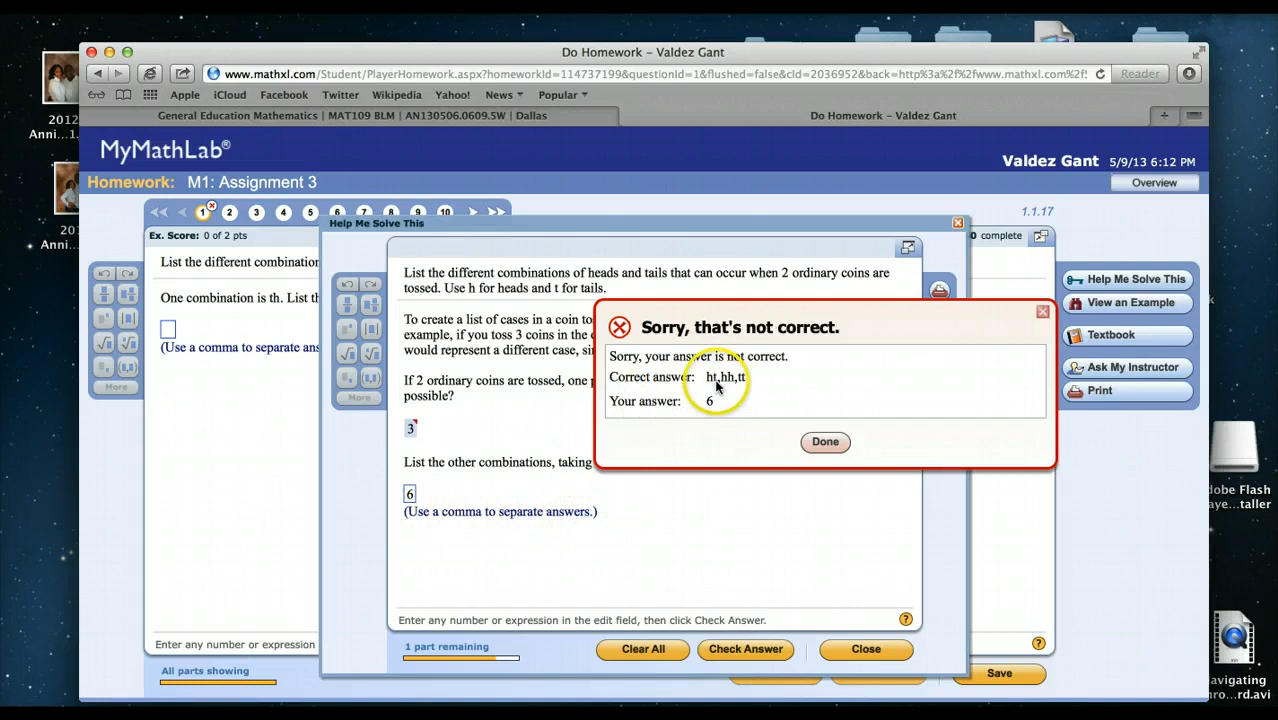 Do Homework – Valdez Gant
www.mathxl.com/Student/PlayerHomework.aspx?homeworkId=114737199&questionId=1&flushed=false&cId=2036952&back=http%3a%2f%2fwww.mathxl.com%2f!
Reader
Apple iCloud Facebook Twitter Wikipedia Yahoo! News Popular
General Education Mathematics | MAT109 BLM | AN130506.0609.5W | Dallas
Do Homework – Valdez Gant
2012
Anni...1.
201
Anni...
MyMathLab®
Valdez Gant 5/9/13 6:12 PM
Homework: M1: Assignment 3
Overview
1 2 3 4 5 6 7 8 9 10
1.1.17
Help Me Solve This
Ex. Score: 0 of 2 pts
0 complete
List the different combination
One combination is th. List th
(Use a comma to separate ans
More
Enter any number or expression
All parts showing
List the different combinations of heads and tails that can occur when 2 ordinary coins are
tossed. Use h for heads and t for tails.
To create a list of cases in a coin to
example, if you toss 3 coins in the
would represent a different case, si
If 2 ordinary coins are tossed, one p
possible?
3
List the other combinations, taking
6
(Use a comma to separate answers.)
More
Enter any number or expression in the edit field, then click Check Answer.
1 part remaining
Clear All
Check Answer
Close
Sorry, that's not correct.
Sorry, your answer is not correct.
Correct answer: ht,hh,tt
Your answer: 6
Done
Help Me Solve This
View an Example
Textbook
Ask My Instructor
Print
Save
dobe Flash
aye...taller
avigating
hro...rd.avi